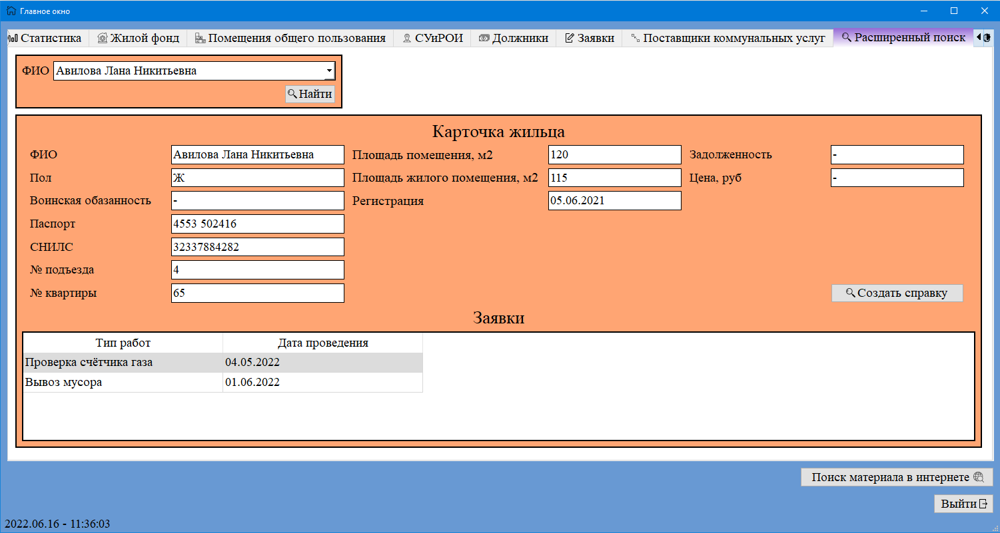 Главное окно
Статистика Жилой фонд Помещения общего пользования СУиРОИ Должники Заявки Поставщики коммунальных услуг Расширенный поиск
ФИО Авилова Лана Никитьевна
Найти
Карточка жильца
ФИО Авилова Лана Никитьевна Площадь помещения, м2 120 Задолженность -
Пол Ж Площадь жилого помещения, м2 115 Цена, руб -
Воинская обазанность - Регистрация 05.06.2021
Паспорт 4553 502416
СНИЛС 32337884282
№ подъезда 4
№ квартиры 65 Создать справку
Заявки
Тип работ Дата проведения
Проверка счётчика газа 04.05.2022
Вывоз мусора 01.06.2022
Поиск материала в интернете
Выйти
2022.06.16 - 11:36:03